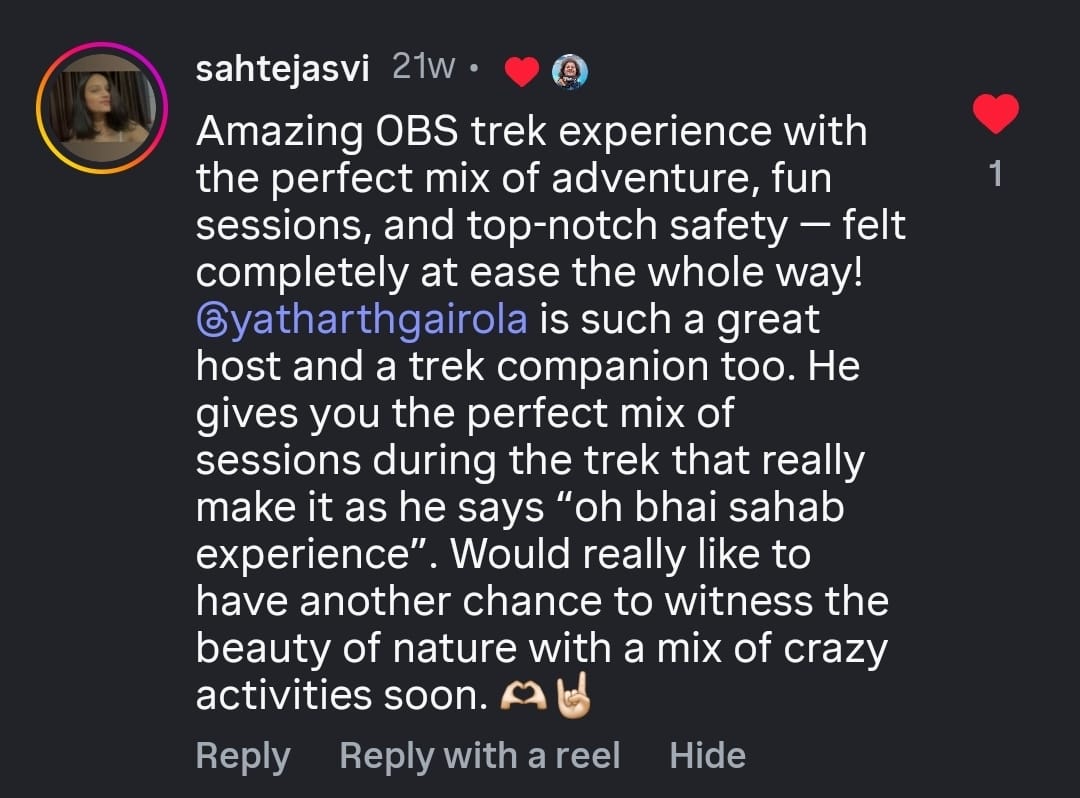 sahtejasvi 21w •
Amazing OBS trek experience with
the perfect mix of adventure, fun
sessions, and top-notch safety — felt
completely at ease the whole way!
@yatharthgairola is such a great
host and a trek companion too. He
gives you the perfect mix of
sessions during the trek that really
make it as he says “oh bhai sahab
experience”. Would really like to
have another chance to witness the
beauty of nature with a mix of crazy
activities soon. 🫶🏻🤘🏻
Reply Reply with a reel Hide
1